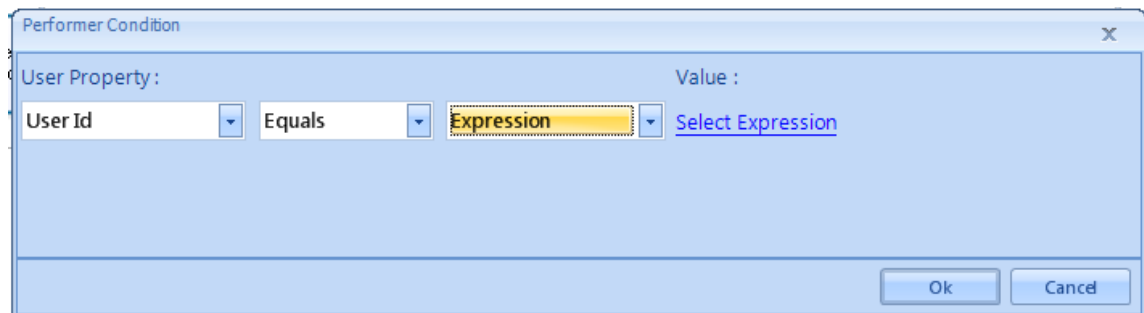 Performer Condition
x
User Property :
Value :
User Id
Equals
Expression
Select Expression
Ok
Cancel